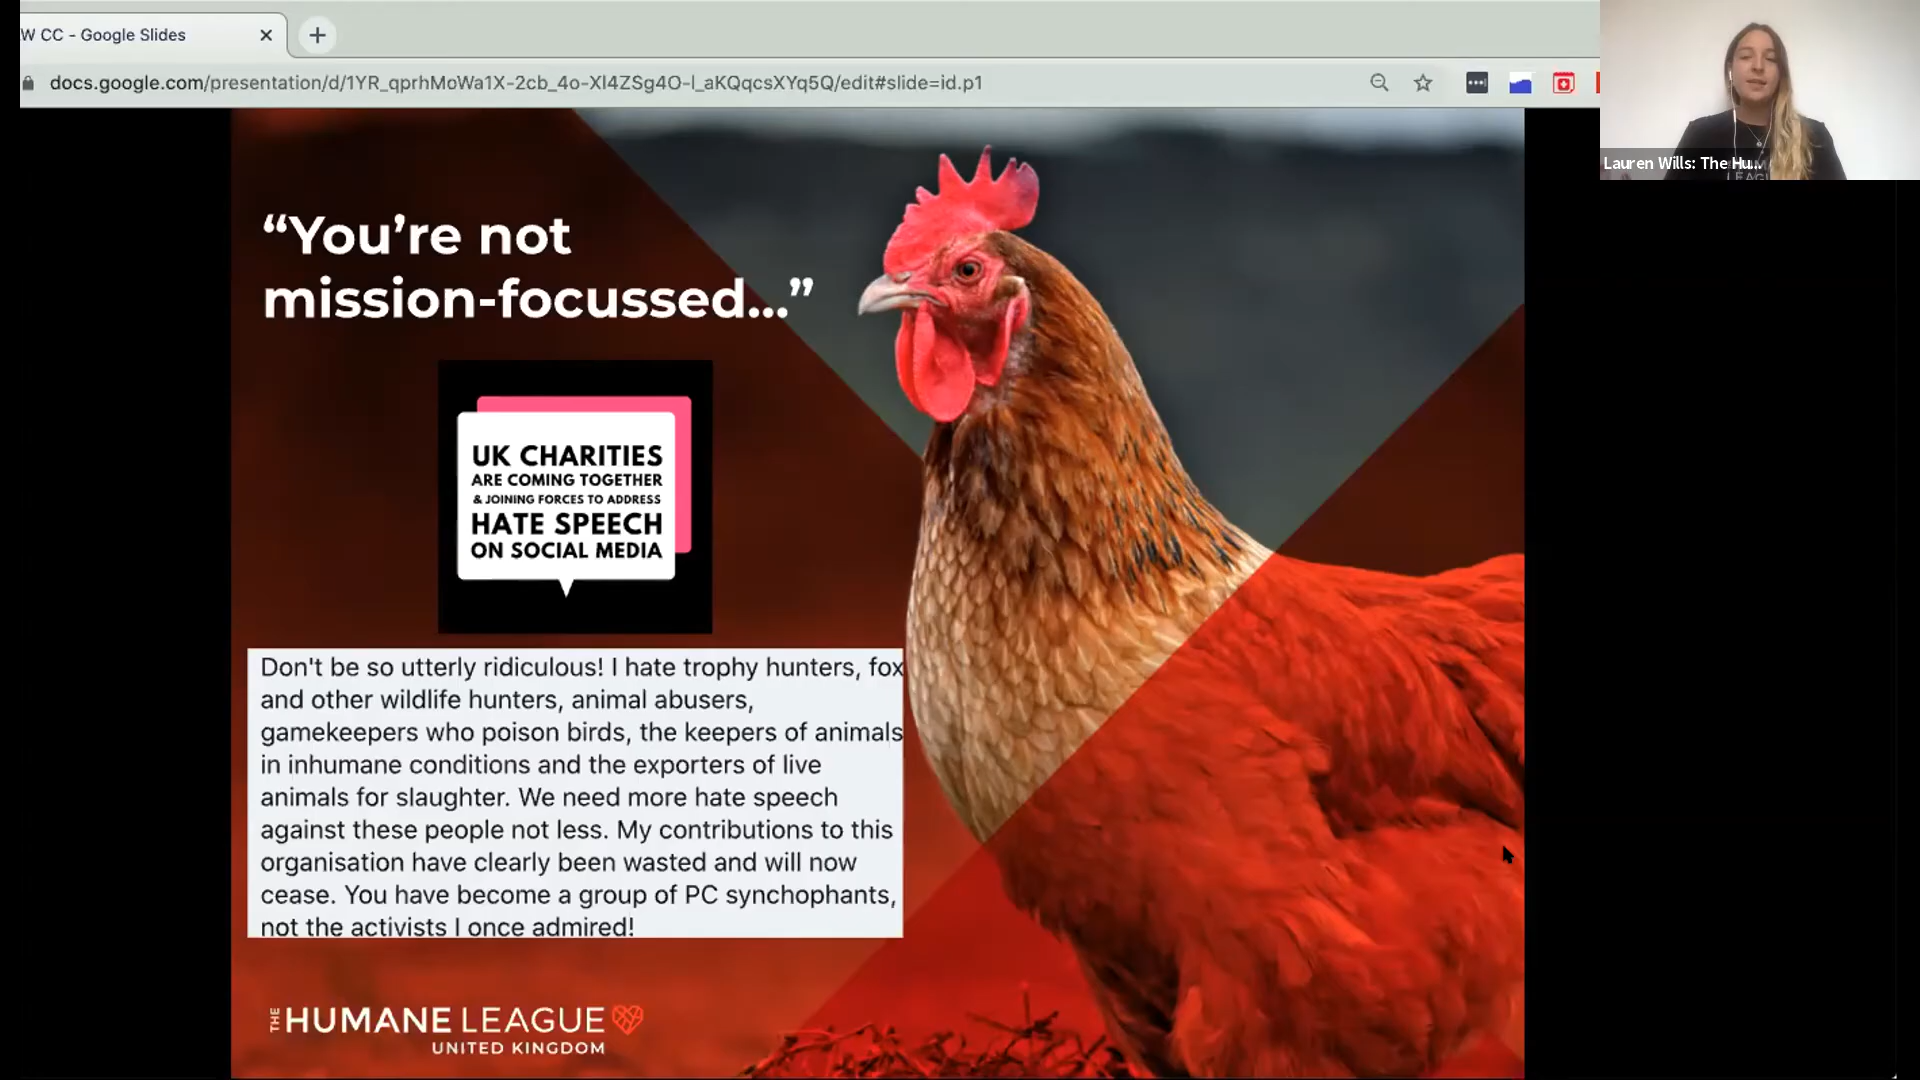 W CC - Google Slides
docs.google.com/presentation/d/1YR_qprhMoWa1X-2cb_4o-Xl4ZSg4O-l_aKQqcsXYq5Q/edit#slide=id.p1
Lauren Wills: The Hu...
LEAGUE
“You’re not
mission-focussed...”
UK CHARITIES
ARE COMING TOGETHER
& JOINING FORCES TO ADDRESS
HATE SPEECH
ON SOCIAL MEDIA
Don't be so utterly ridiculous! I hate trophy hunters, fox
and other wildlife hunters, animal abusers,
gamekeepers who poison birds, the keepers of animals
in inhumane conditions and the exporters of live
animals for slaughter. We need more hate speech
against these people not less. My contributions to this
organisation have clearly been wasted and will now
cease. You have become a group of PC synchophants,
not the activists I once admired!
THE HUMANE LEAGUE
UNITED KINGDOM